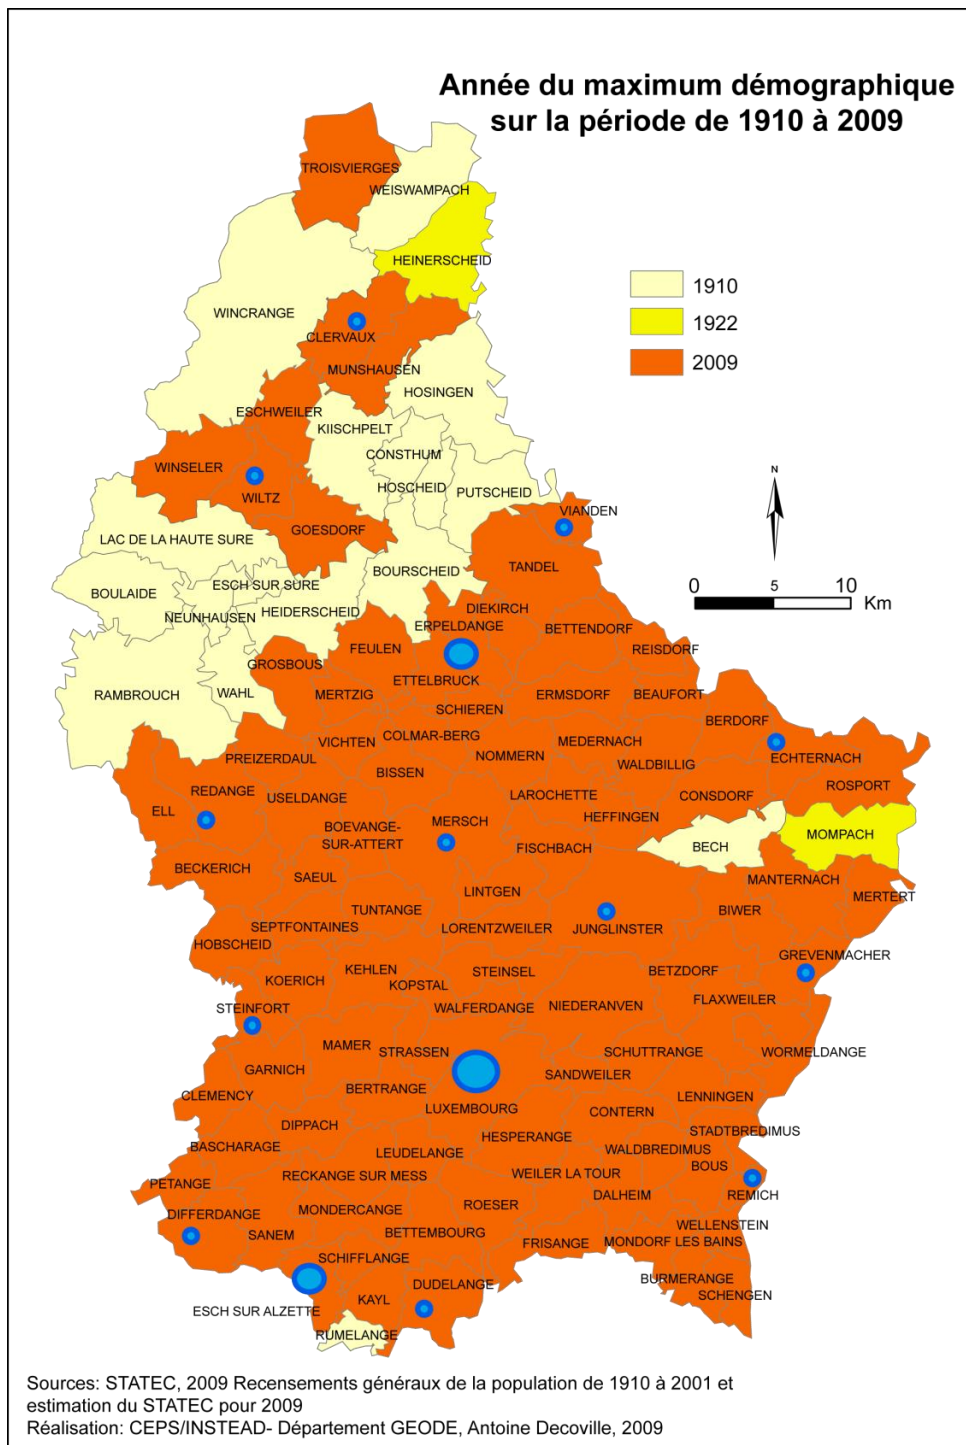 Année du maximum démographique
sur la période de 1910 à 2009
TROISVIERGES
WEISWAMPACH
HEINERSCHEID
1910
WINCRANGE
1922
CLERVAUX
2009
MUNSHAUSEN
HOSINGEN
ESCHWEILER
KIISCHPELT
CONSTHUM
WINSELER
N
HOSCHEID
PUTSCHEID
WILTZ
VIANDEN
GOESDORF
LAC DE LA HAUTE SURE
TANDEL
BOURSCHEID
ESCH SUR SURE
0 5 10
BOULAIDE
Km
HEIDERSCHEID
NEUNHAUSEN
DIEKIRCH
ERPELDANGE
BETTENDORF
FEULEN
REISDORF
GROSBOUS
ETTELBRUCK
RAMBROUCH
WAHL
MERTZIG
ERMSDORF
BEAUFORT
SCHIEREN
BERDORF
COLMAR-BERG
VICHTEN
MEDERNACH
PREIZERDAUL
NOMMERN
ECHTERNACH
WALDBILLIG
BISSEN
ROSPORT
REDANGE
USELDANGE
LAROCHETTE
CONSDORF
ELL
HEFFINGEN
BOEVANGE-
SUR-ATTERT
MERSCH
MOMPACH
FISCHBACH
BECH
BECKERICH
SAEUL
MANTERNACH
LINTGEN
MERTERT
TUNTANGE
BIWER
SEPTFONTAINES
LORENTZWEILER
JUNGLINSTER
HOBSCHEID
GREVENMACHER
KEHLEN
STEINSEL
BETZDORF
KOERICH
KOPSTAL
FLAXWEILER
STEINFORT
WALFERDANGE
NIEDERANVEN
MAMER
STRASSEN
SCHUTTRANGE
WORMELDANGE
GARNICH
SANDWEILER
CLEMENCY
BERTRANGE
LENNINGEN
LUXEMBOURG
CONTERN
DIPPACH
STADTBREDIMUS
HESPERANGE
BASCHARAGE
LEUDELANGE
WALDBREDIMUS
BOUS
RECKANGE SUR MESS
WEILER LA TOUR
PETANGE
DALHEIM
REMICH
ROESER
MONDERCANGE
DIFFERDANGE
WELLENSTEIN
SANEM
BETTEMBOURG
FRISANGE
MONDORF LES BAINS
SCHIFFLANGE
BURMERANGE
DUDELANGE
SCHENGEN
KAYL
ESCH SUR ALZETTE
RUMELANGE
Sources: STATEC, 2009 Recensements généraux de la population de 1910 à 2001 et
estimation du STATEC pour 2009
Réalisation: CEPS/INSTEAD- Département GEODE, Antoine Decoville, 2009